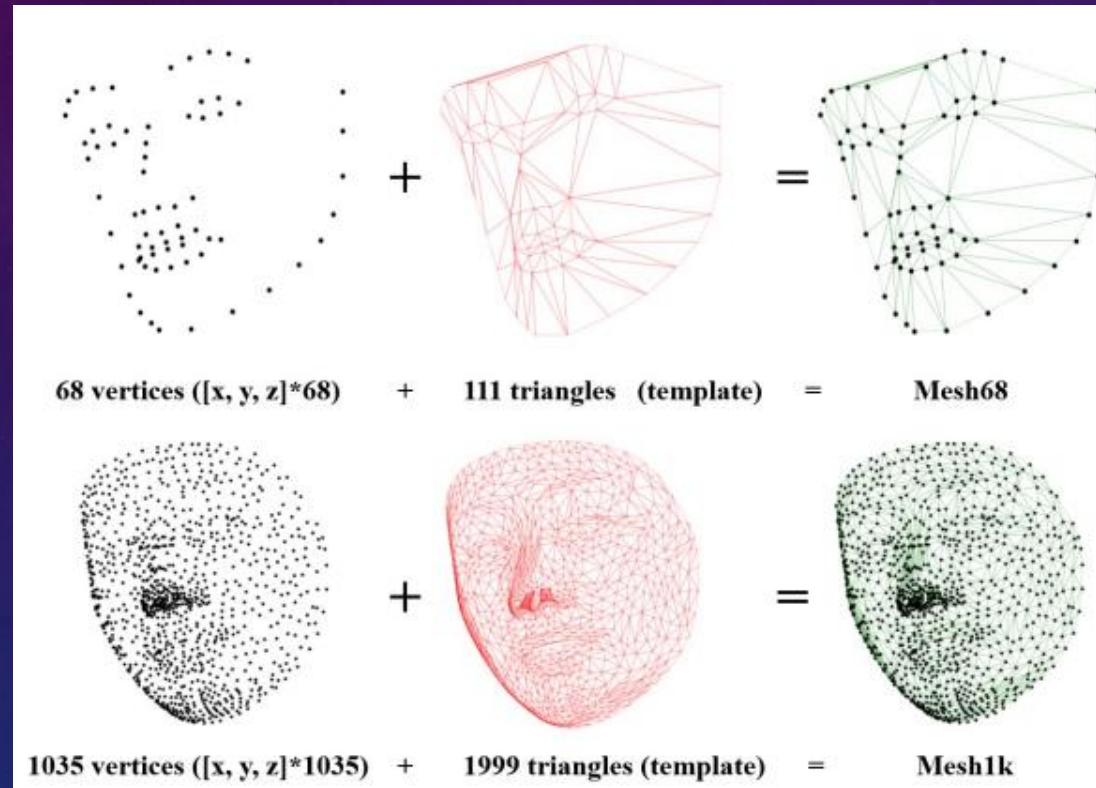 + =
68 vertices ([x, y, z]*68) + 111 triangles (template) = Mesh68
+ =
1035 vertices ([x, y, z]*1035) + 1999 triangles (template) = Mesh1k